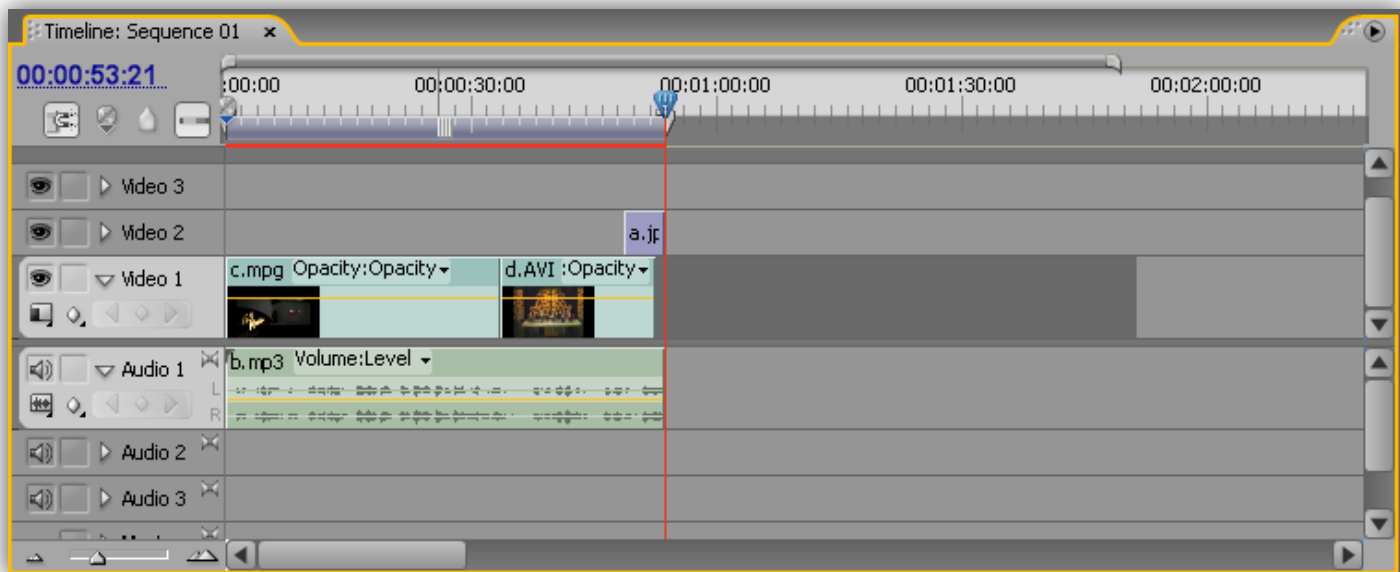 Timeline: Sequence 01 x
00:00:53:21
:00:00 00:00:30:00 00:01:00:00 00:01:30:00 00:02:00:00
Video 3
Video 2 a.jp
Video 1 c.mpg Opacity:Opacity d.AVI :Opacity
Audio 1 b.mp3 Volume:Level
L
R
Audio 2
Audio 3